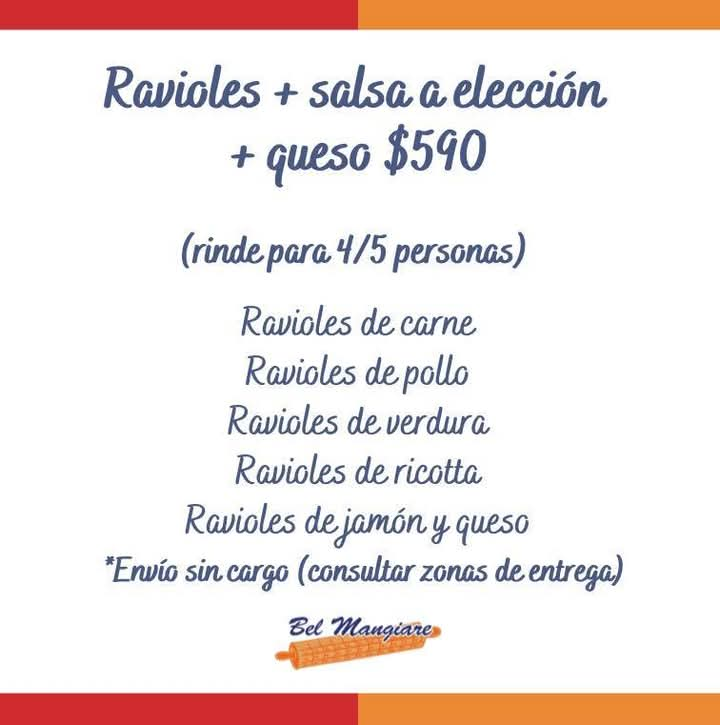 Ravioles + salsa a elección
+ queso $590
(rinde para 4/5 personas)
Ravioles de carne
Ravioles de pollo
Ravioles de verdura
Ravioles de ricotta
Ravioles de jamón y queso
*Envío sin cargo (consultar zonas de entrega)
Bel Mangiare